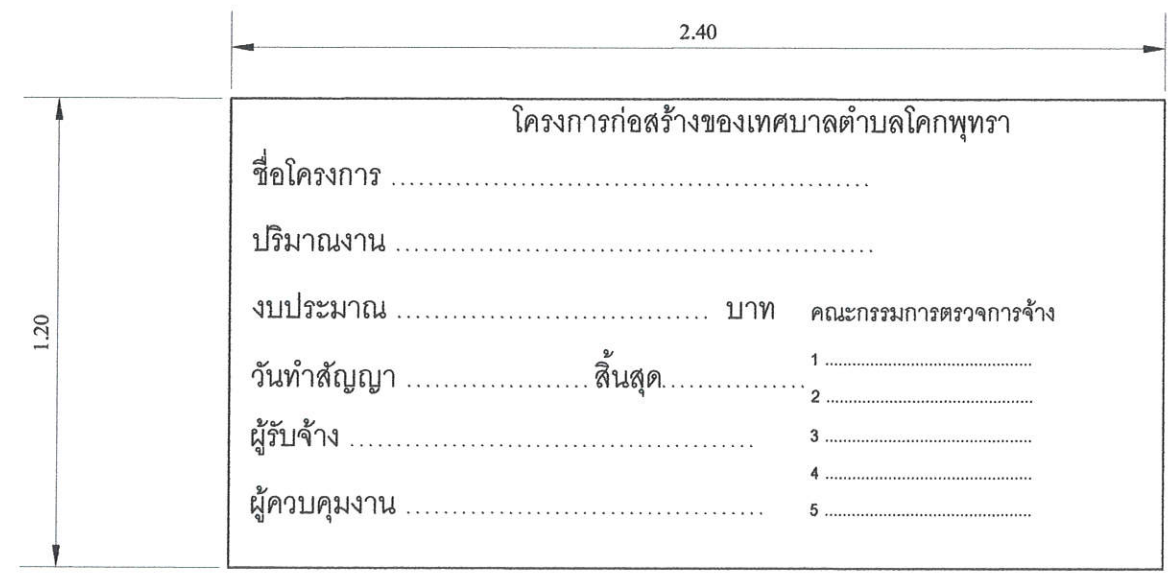 2.40
1.20
โครงการก่อสร้างของเทศบาลตำบลโคกพุทรา
ชื่อโครงการ ....................................................
ปริมาณงาน ....................................................
งบประมาณ .................................. บาท
วันทำสัญญา .................... สิ้นสุด................
ผู้รับจ้าง ............................................
ผู้ควบคุมงาน .......................................
คณะกรรมการตรวจการจ้าง
1 ..............................................
2 ..............................................
3 ..............................................
4 ..............................................
5 ..............................................